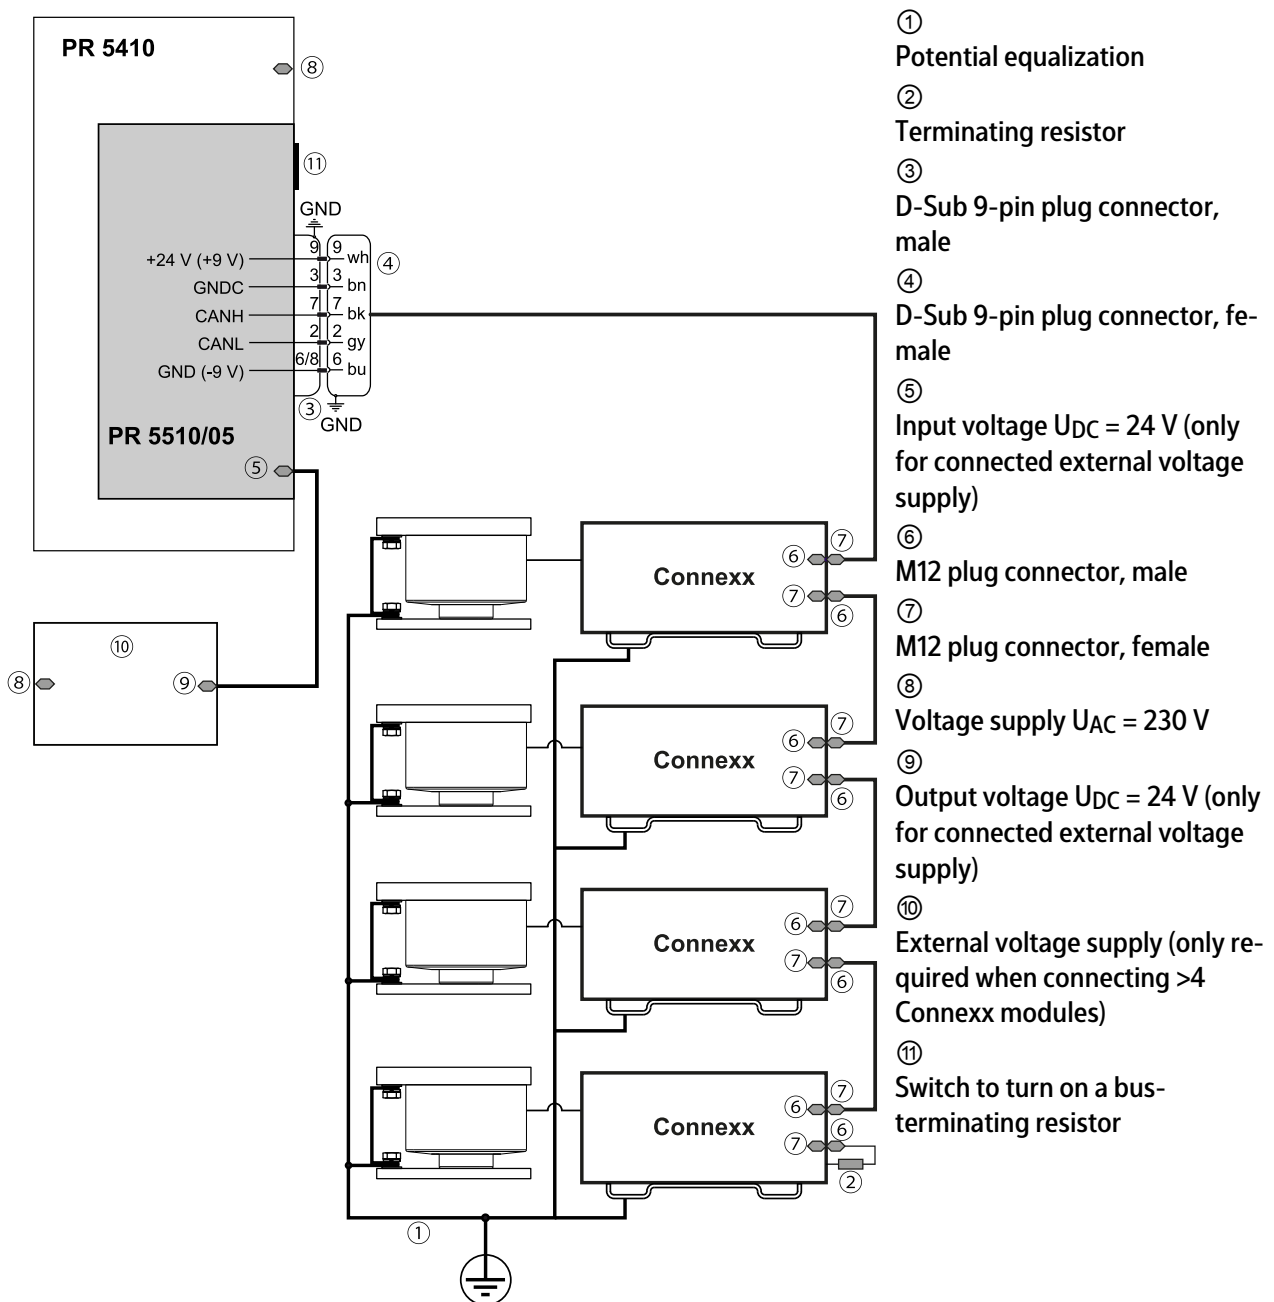 PR 5410
⑧
⑪
GND
+24 V (+9 V) 9 9 wh ④
GNDC 3 3 bn
CANH 7 7 bk
CANL 2 2 gy
GND (-9 V) 6/8 6 bu
③ GND
PR 5510/05
⑤
⑩
⑧ ⑨
Connexx ⑥ ⑦
⑦ ⑥
Connexx ⑥ ⑦
⑦ ⑥
Connexx ⑥ ⑦
⑦ ⑥
Connexx ⑥ ⑦
⑦ ⑥
②
①
①
Potential equalization
②
Terminating resistor
③
D-Sub 9-pin plug connector,
male
④
D-Sub 9-pin plug connector, fe-
male
⑤
Input voltage UDC = 24 V (only
for connected external voltage
supply)
⑥
M12 plug connector, male
⑦
M12 plug connector, female
⑧
Voltage supply UAC = 230 V
⑨
Output voltage UDC = 24 V (only
for connected external voltage
supply)
⑩
External voltage supply (only re-
quired when connecting >4
Connexx modules)
⑪
Switch to turn on a bus-
terminating resistor